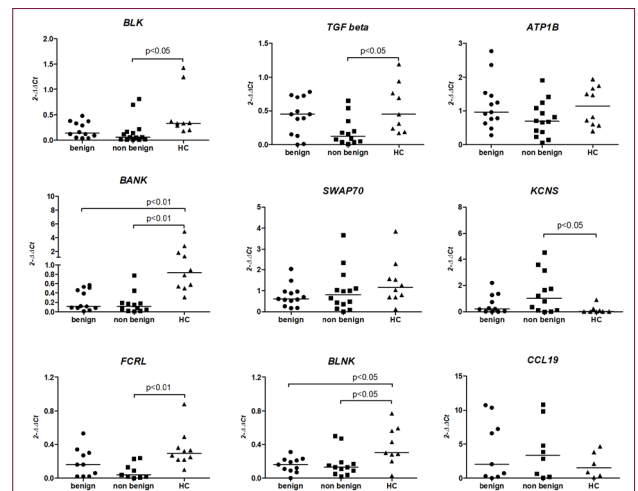 BLK
TGF beta
ATP1B
p<0.05
p<0.05
2-ΔΔCt
2.0
1.5
1.0
0.5
0.0
benign
non benign
HC
2-ΔΔCt
1.5
1.0
0.5
0.0
benign
non benign
HC
2-ΔΔCt
3
2
1
0
benign
non benign
HC
BANK
SWAP70
KCNS
p<0.01
p<0.01
p<0.05
2-ΔΔCt
10
8
6
4
2
1.0
0.8
0.6
0.4
0.2
0.0
benign
non benign
HC
2-ΔΔCt
5
4
3
2
1
0
benign
non benign
HC
2-ΔΔCt
6
4
2
0
benign
non benign
HC
FCRL
BLNK
CCL19
p<0.01
p<0.05
p<0.05
2-ΔΔCt
1.2
0.8
0.4
0.0
benign
non benign
HC
2-ΔΔCt
1.2
0.8
0.4
0.0
benign
non benign
HC
2-ΔΔCt
15
10
5
0
benign
non benign
HC